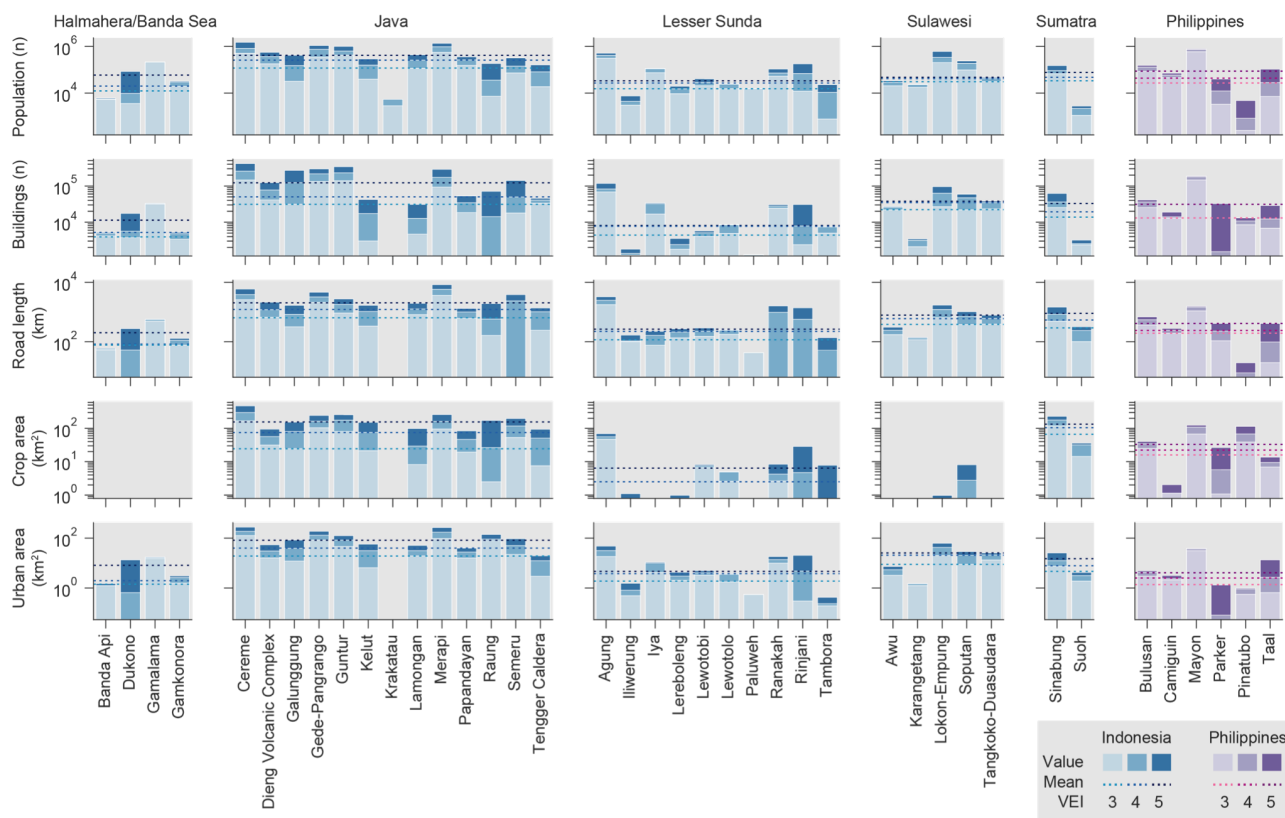 Halmahera/Banda Sea Java Lesser Sunda Sulawesi Sumatra Philippines
Population (n)
10⁶
10⁴
Buildings (n)
10⁵
10⁴
Road length
(km)
10⁴
10²
Crop area
(km²)
10²
10¹
10⁰
Urban area
(km²)
10²
10⁰
Banda Api
Dukono
Gamalama
Gamkonora
Cereme
Dieng Volcanic Complex
Galunggung
Gede-Pangrango
Guntur
Kelut
Krakatau
Lamongan
Merapi
Papandayan
Raung
Semeru
Tengger Caldera
Agung
Iliwerung
Iya
Lereboleng
Lewotobi
Lewotolo
Paluweh
Ranakah
Rinjani
Tambora
Awu
Karangetang
Lokon-Empung
Soputan
Tangkoko-Duasudara
Sinabung
Suoh
Bulusan
Camiguin
Mayon
Parker
Pinatubo
Taal
Indonesia Philippines
Value
Mean
VEI 3 4 5 3 4 5